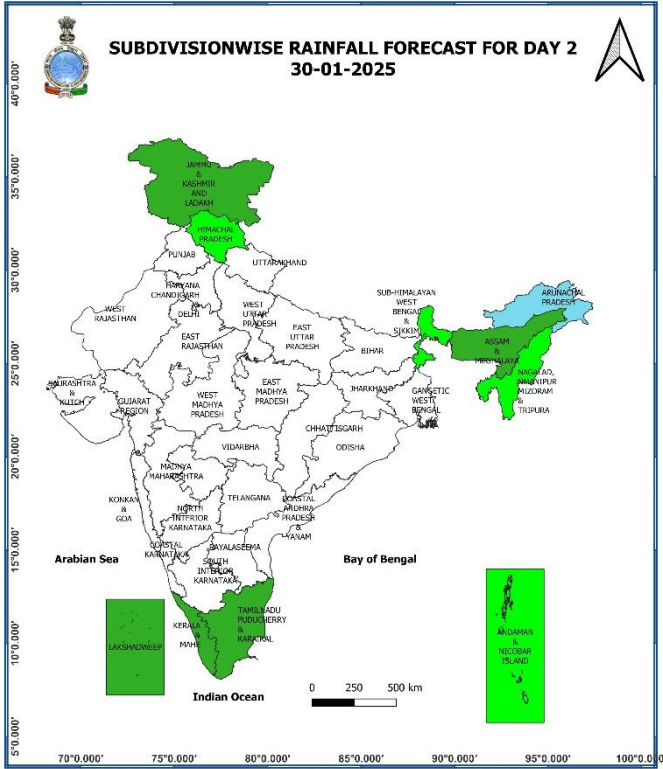 SUBDIVISIONWISE RAINFALL FORECAST FOR DAY 2
30-01-2025
40°0.000'
35°0.000'
30°0.000'
25°0.000'
20°0.000'
15°0.000'
10°0.000'
5°0.000'
JAMMU
&
KASHMIR
AND
LADAKH
HIMACHAL
PRADESH
PUNJAB
UTTARAKHAND
HARYANA
CHANDIGARH
DELHI
WEST
RAJASTHAN
WEST
UTTAR
PRADESH
EAST
RAJASTHAN
EAST
UTTAR
PRADESH
BIHAR
SUB-HIMALAYAN
WEST
BENGAL
&
SIKKIM
ARUNACHAL
PRADESH
ASSAM
&
MEGHALAYA
NAGALAD,
MANIPUR
MIZORAM
&
TRIPURA
SAURASHTRA
&
KUTCH
GUJARAT
REGION
WEST
MADHYA
PRADESH
EAST
MADHYA
PRADESH
JHARKHAND
GANGETIC
WEST
BENGAL
CHHATTISGARH
ODISHA
VIDARBHA
MADHYA
MAHARASHTRA
KONKAN
&
GOA
TELANGANA
NORTH
INTERIOR
KARNATAKA
COASTAL
ANDHRA
PRADESH
&
YANAM
COASTAL
KARNATAKA
RAYALASEEMA
SOUTH
INTERIOR
KARNATAKA
Arabian Sea
Bay of Bengal
LAKSHADWEEP
KERALA
&
MAHE
TAMILNADU
PUDUCHERRY
&
KARAIKAL
ANDAMAN
&
NICOBAR
ISLAND
Indian Ocean
0 250 500 km
70°0.000' 75°0.000' 80°0.000' 85°0.000' 90°0.000' 95°0.000' 100°0.000'